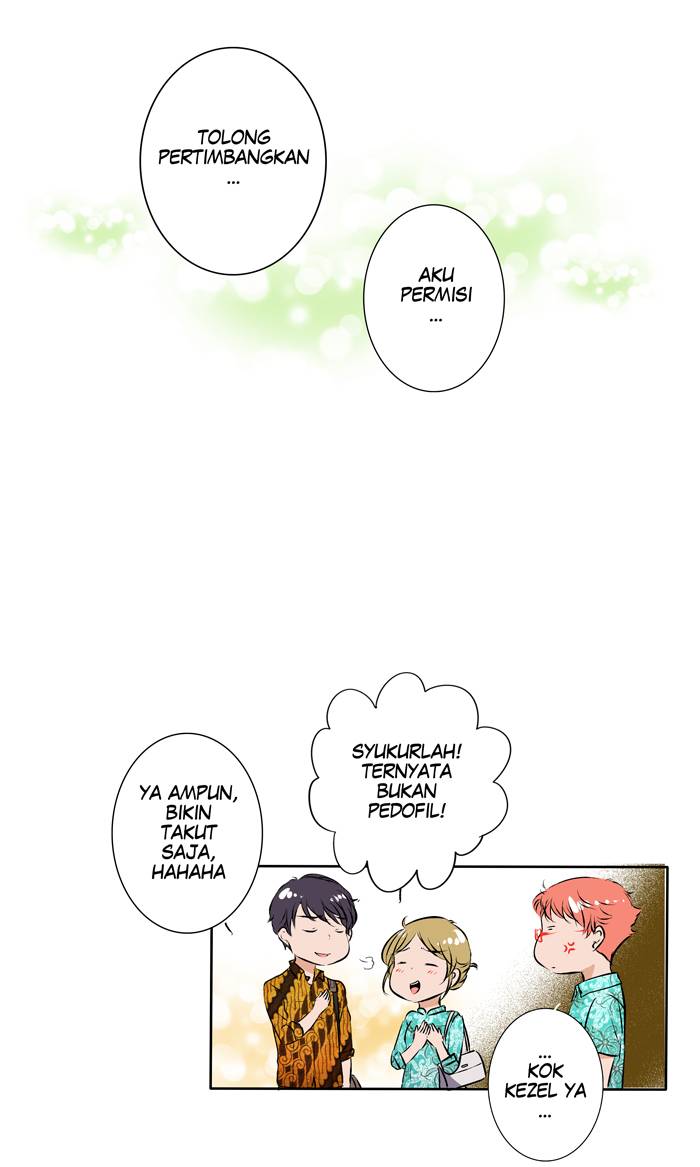 TOLONG
PERTIMBANGKAN
...
AKU
PERMISI
...
SYUKURLAH!
TERNYATA
BUKAN
PEDOFIL!
YA AMPUN,
BIKIN
TAKUT
SAJA,
HAHAHA
...
KOK
KEZEL YA
...